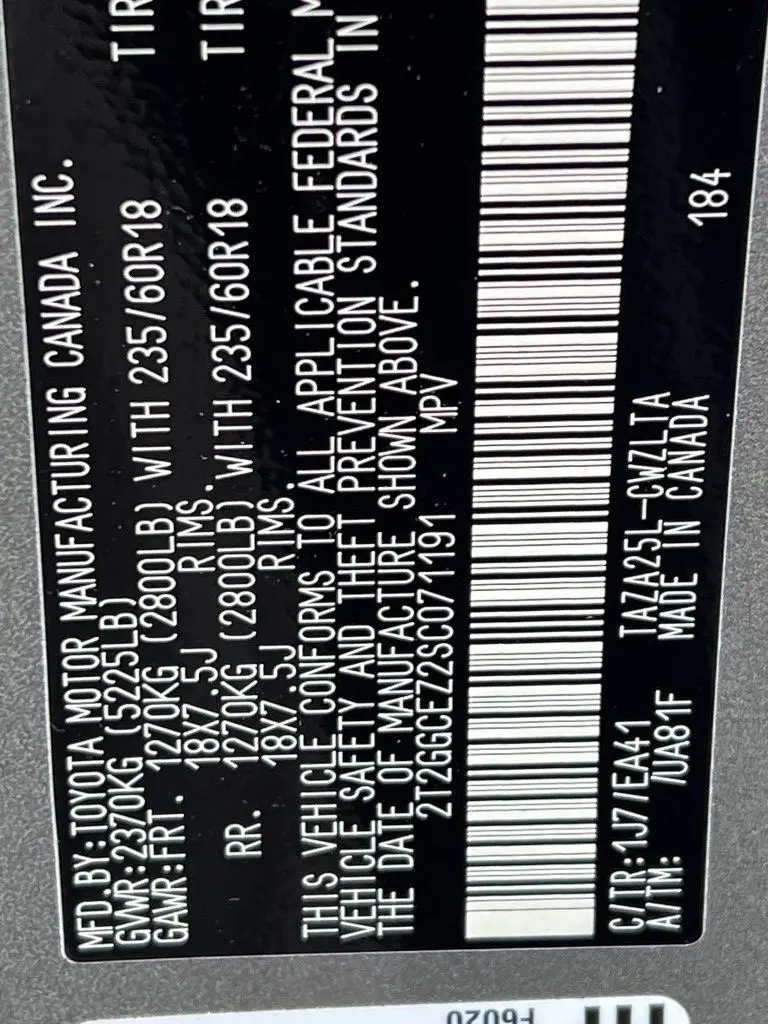 MFD.BY:TOYOTA MOTOR MANUFACTURING CANADA INC.
GVWR:2370KG (5225LB)
GAWR:FRT. 1270KG (2800LB) WITH 235/60R18 TIR
18X7.5J RIMS.
RR. 1270KG (2800LB) WITH 235/60R18 TIR
18X7.5J RIMS.
THIS VEHICLE CONFORMS TO ALL APPLICABLE FEDERAL M
VEHICLE SAFETY AND THEFT PREVENTION STANDARDS IN
THE DATE OF MANUFACTURE SHOWN ABOVE.
2T2GGCEZ2SC071191 MPV
184
C/TR:1J7/EA41 TAZA25L-CWZLTA
A/TM: /UA81F MADE IN CANADA
F6020